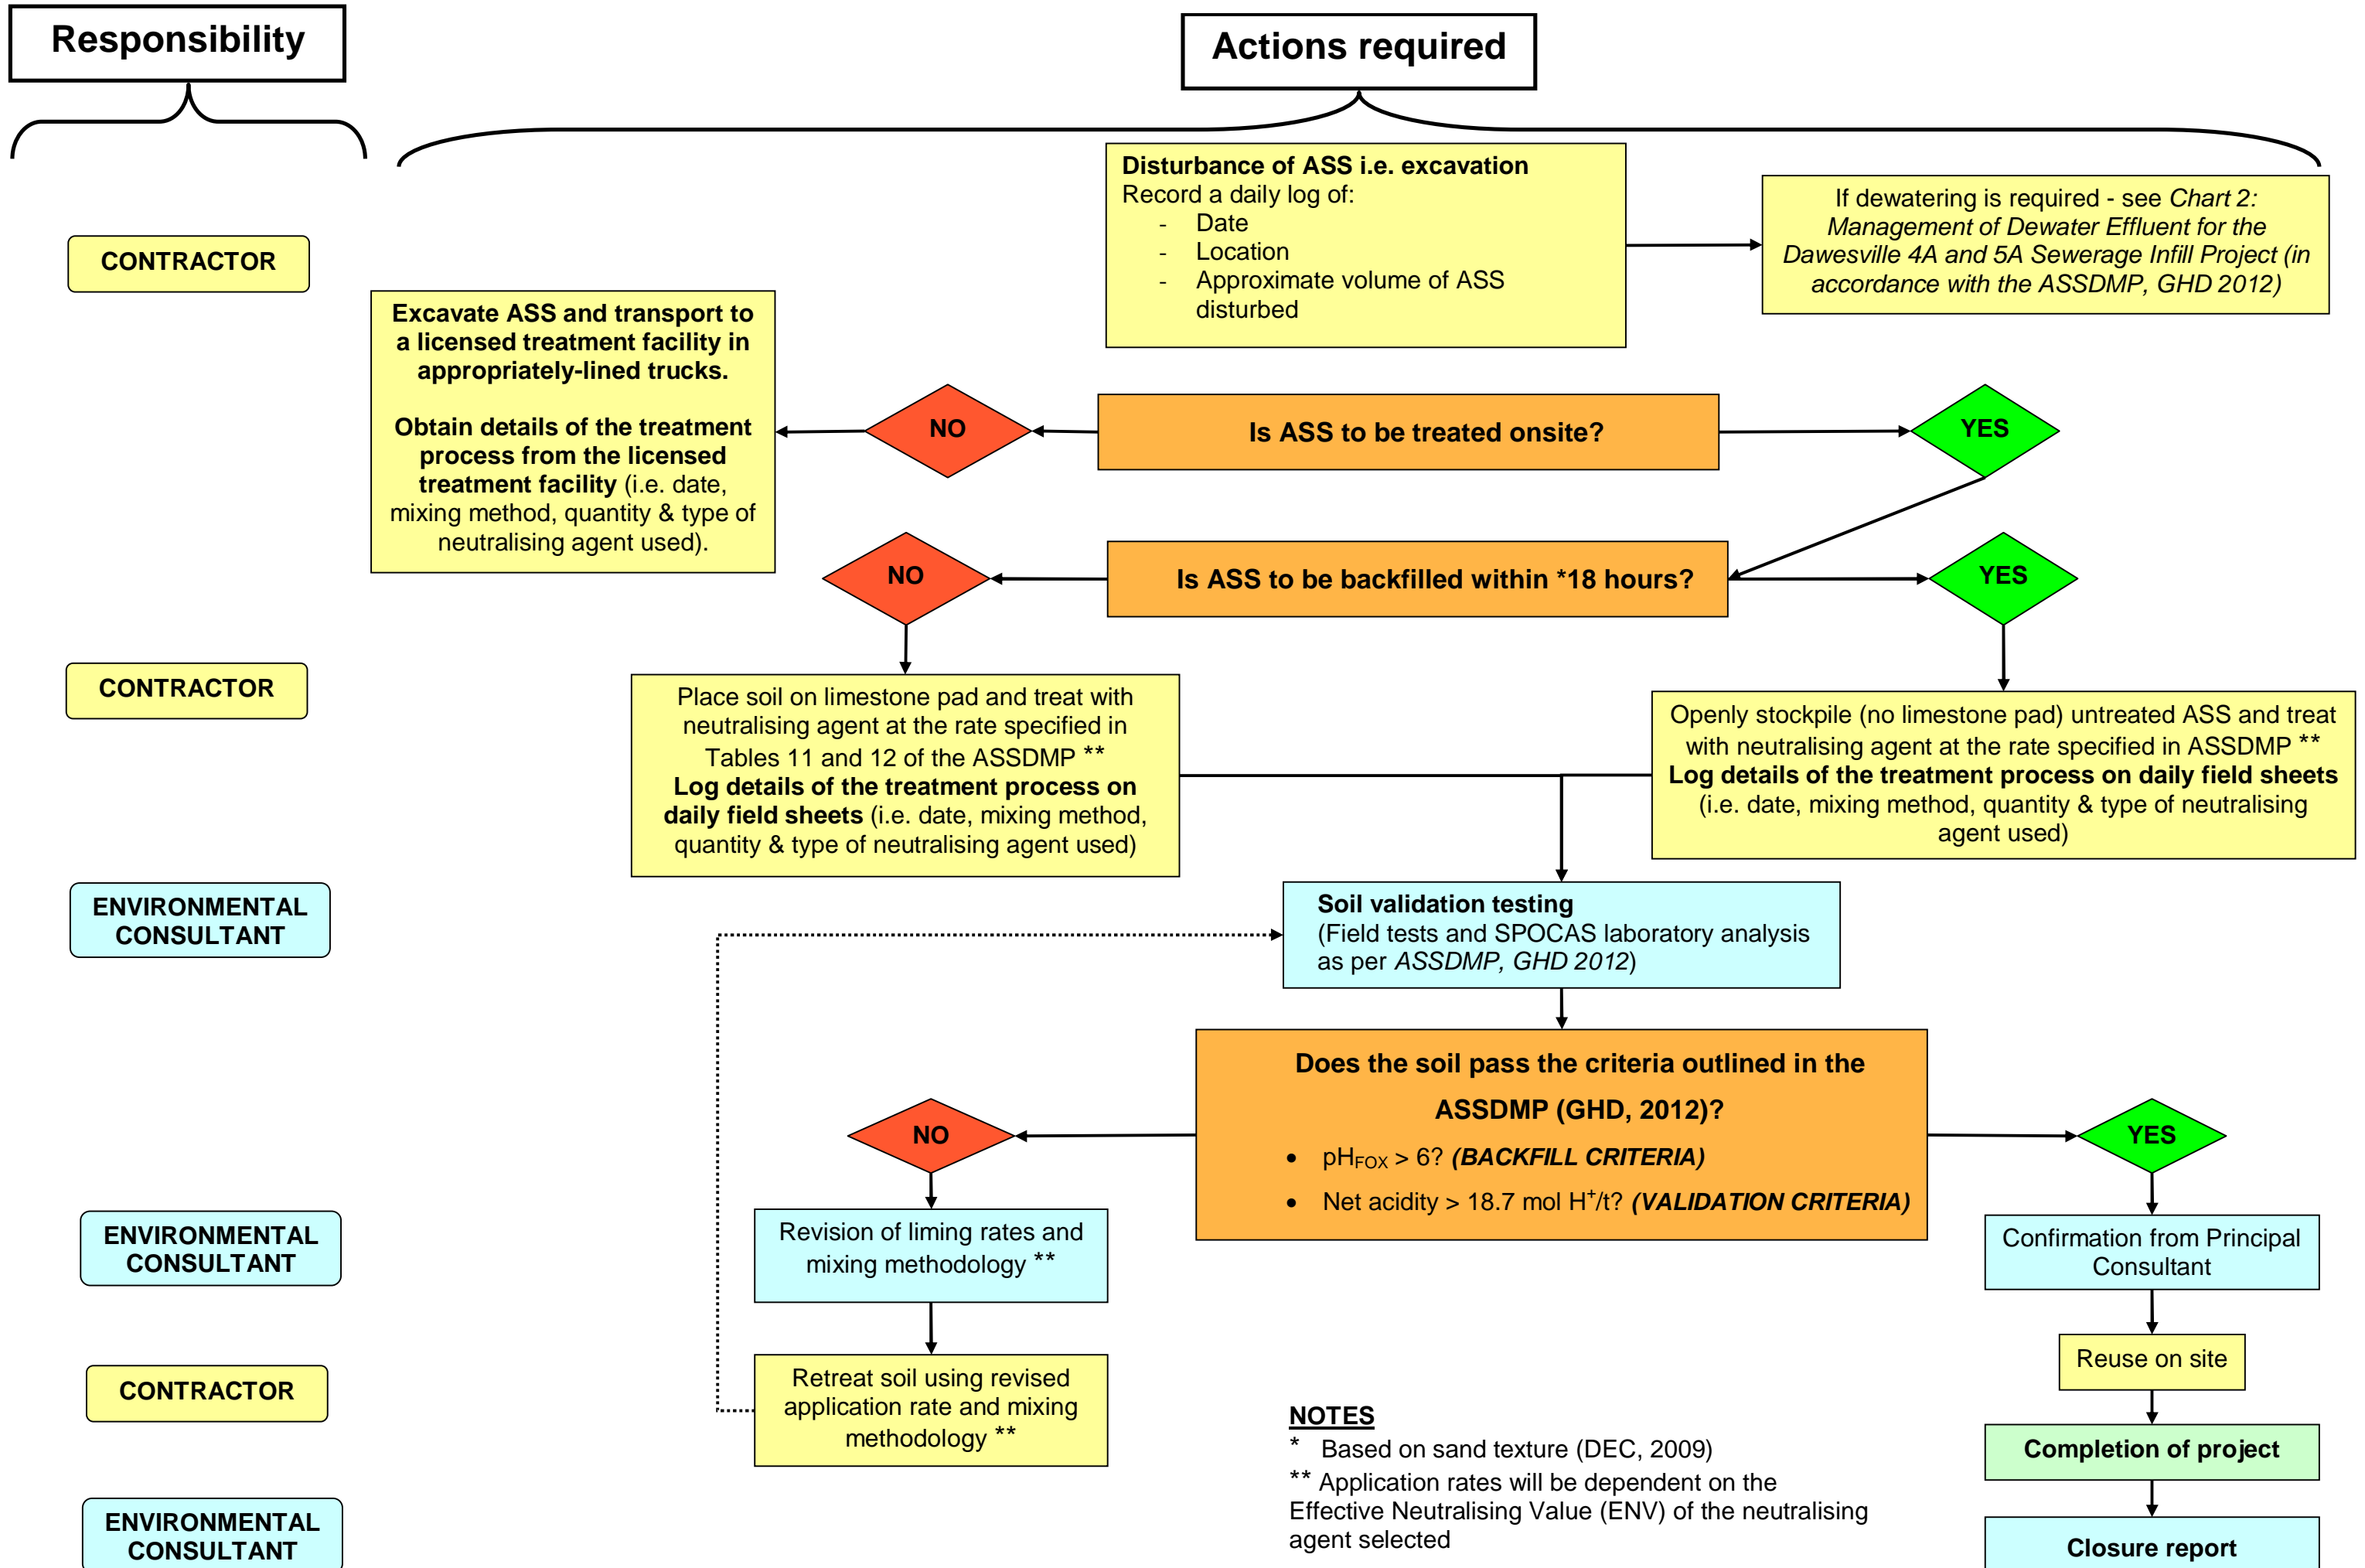 Responsibility
Actions required
Disturbance of ASS i.e. excavation
Record a daily log of:
- Date
- Location
- Approximate volume of ASS
disturbed
If dewatering is required - see Chart 2:
Management of Dewater Effluent for the
Dawesville 4A and 5A Sewerage Infill Project (in
accordance with the ASSDMP, GHD 2012)
CONTRACTOR
Excavate ASS and transport to
a licensed treatment facility in
appropriately-lined trucks.
Obtain details of the treatment
process from the licensed
treatment facility (i.e. date,
mixing method, quantity & type of
neutralising agent used).
NO
Is ASS to be treated onsite?
YES
NO
Is ASS to be backfilled within *18 hours?
YES
CONTRACTOR
Place soil on limestone pad and treat with
neutralising agent at the rate specified in
Tables 11 and 12 of the ASSDMP **
Log details of the treatment process on
daily field sheets (i.e. date, mixing method,
quantity & type of neutralising agent used)
Openly stockpile (no limestone pad) untreated ASS and treat
with neutralising agent at the rate specified in ASSDMP **
Log details of the treatment process on daily field sheets
(i.e. date, mixing method, quantity & type of neutralising
agent used)
ENVIRONMENTAL
CONSULTANT
Soil validation testing
(Field tests and SPOCAS laboratory analysis
as per ASSDMP, GHD 2012)
Does the soil pass the criteria outlined in the
ASSDMP (GHD, 2012)?
• pHFOX > 6? (BACKFILL CRITERIA)
• Net acidity > 18.7 mol H+/t? (VALIDATION CRITERIA)
NO
YES
ENVIRONMENTAL
CONSULTANT
Revision of liming rates and
mixing methodology **
Confirmation from Principal
Consultant
CONTRACTOR
Retreat soil using revised
application rate and mixing
methodology **
Reuse on site
NOTES
* Based on sand texture (DEC, 2009)
** Application rates will be dependent on the
Effective Neutralising Value (ENV) of the neutralising
agent selected
Completion of project
ENVIRONMENTAL
CONSULTANT
Closure report